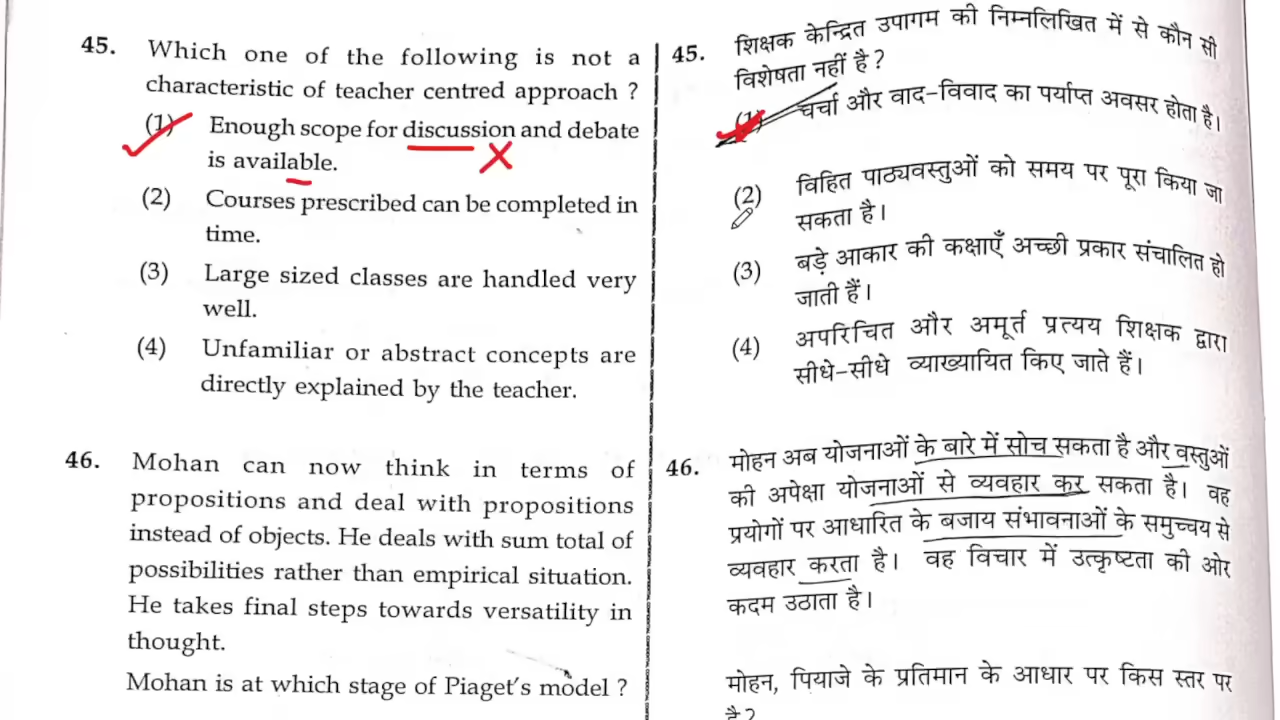 45. Which one of the following is not a
characteristic of teacher centred approach ?
(1) Enough scope for discussion and debate
is available.
(2) Courses prescribed can be completed in
time.
(3) Large sized classes are handled very
well.
(4) Unfamiliar or abstract concepts are
directly explained by the teacher.
46. Mohan can now think in terms of
propositions and deal with propositions
instead of objects. He deals with sum total of
possibilities rather than empirical situation.
He takes final steps towards versatility in
thought.
Mohan is at which stage of Piaget's model ?
45. शिक्षक केन्द्रित उपागम की निम्नलिखित में से कौन सी
विशेषता नहीं है ?
(1) चर्चा और वाद-विवाद का पर्याप्त अवसर होता है।
(2) विहित पाठ्यवस्तुओं को समय पर पूरा किया जा
सकता है।
(3) बड़े आकार की कक्षाएँ अच्छी प्रकार संचालित हो
जाती हैं।
(4) अपरिचित और अमूर्त प्रत्यय शिक्षक द्वारा
सीधे-सीधे व्याख्यायित किए जाते हैं।
46. मोहन अब योजनाओं के बारे में सोच सकता है और वस्तुओं
की अपेक्षा योजनाओं से व्यवहार कर सकता है। वह
प्रयोगों पर आधारित के बजाय संभावनाओं के समुच्चय से
व्यवहार करता है। वह विचार में उत्कृष्टता की ओर
कदम उठाता है।
मोहन, पियाजे के प्रतिमान के आधार पर किस स्तर पर
है ?